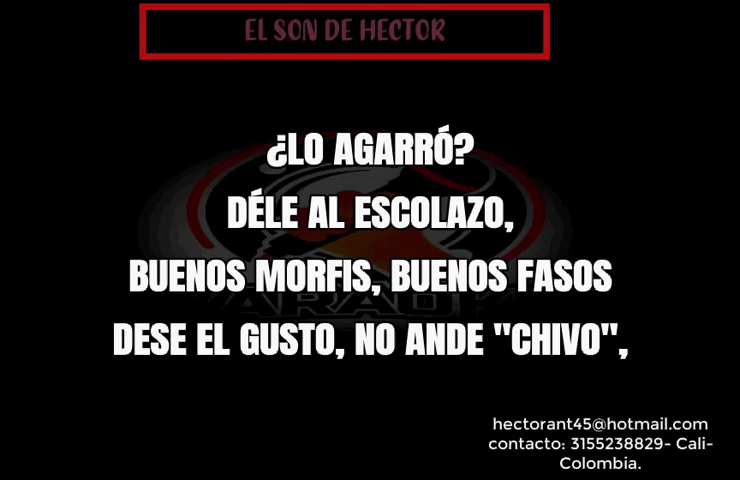 EL SON DE HECTOR
¿LO AGARRÓ?
DÉLE AL ESCOLAZO,
BUENOS MORFIS, BUENOS FASOS
KARAOKE
DESE EL GUSTO, NO ANDE "CHIVO",
hectorant45@hotmail.com
contacto: 3155238829- Cali-
Colombia.